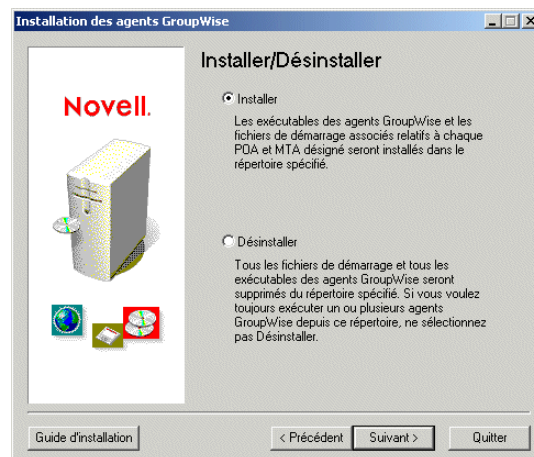 Installation des agents GroupWise
Installer/Désinstaller
Novell.
Installer
Les exécutables des agents GroupWise et les
fichiers de démarrage associés relatifs à chaque
POA et MTA désigné seront installés dans le
répertoire spécifié.
Désinstaller
Tous les fichiers de démarrage et tous les
exécutables des agents GroupWise seront
supprimés du répertoire spécifié. Si vous voulez
toujours exécuter un ou plusieurs agents
GroupWise depuis ce répertoire, ne sélectionnez
pas Désinstaller.
Guide d'installation
< Précédent
Suivant >
Quitter